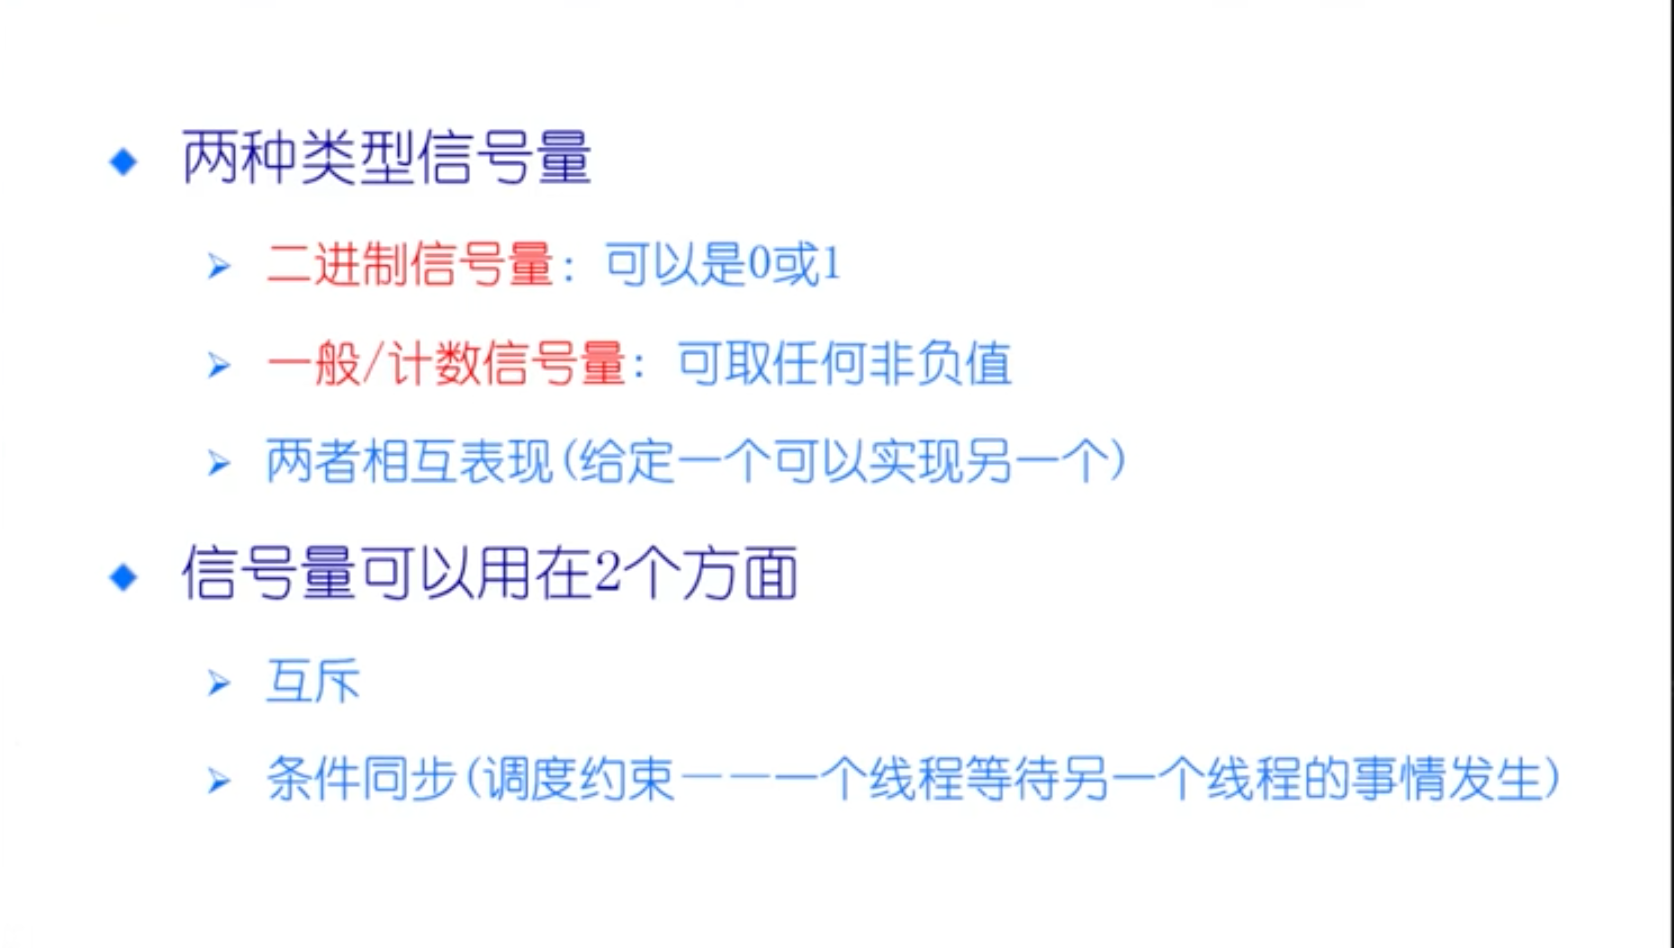 两种类型信号量
二进制信号量：可以是0或1
一般/计数信号量：可取任何非负值
两者相互表现(给定一个可以实现另一个)
信号量可以用在2个方面
互斥
条件同步(调度约束——一个线程等待另一个线程的事情发生)